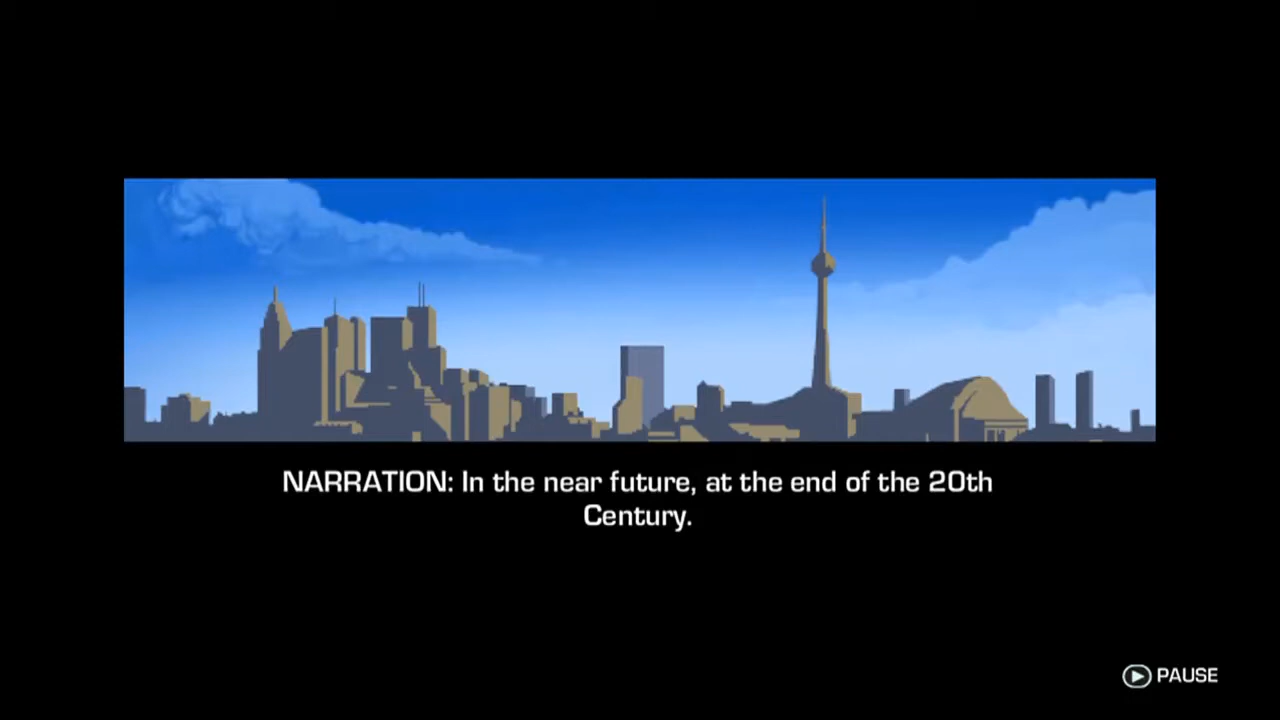 NARRATION: In the near future, at the end of the 20th
Century.
PAUSE